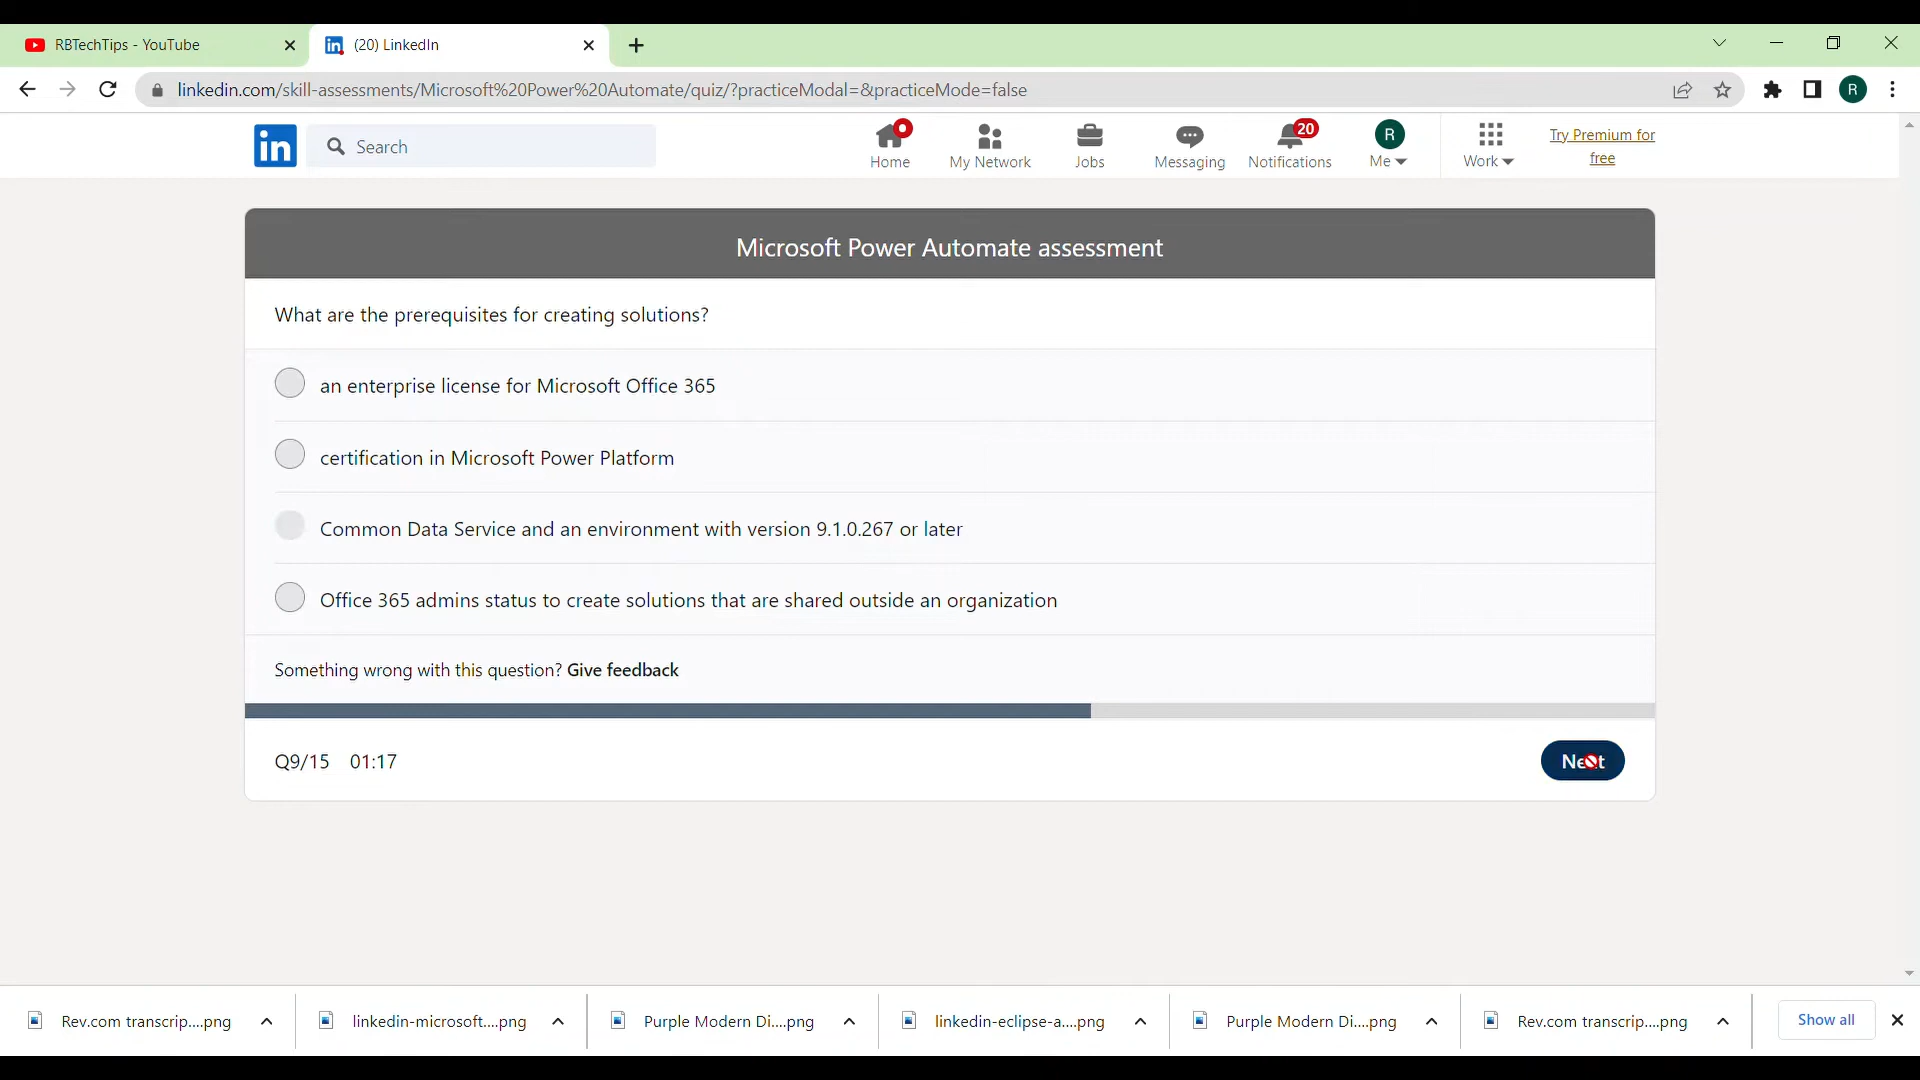 RBTechTips - YouTube
(20) LinkedIn
linkedin.com/skill-assessments/Microsoft%20Power%20Automate/quiz/?practiceModal=&practiceMode=false
R
in
Search
Home
My Network
Jobs
Messaging
20
Notifications
R
Me
Work
Try Premium for
free
Microsoft Power Automate assessment
What are the prerequisites for creating solutions?
an enterprise license for Microsoft Office 365
certification in Microsoft Power Platform
Common Data Service and an environment with version 9.1.0.267 or later
Office 365 admins status to create solutions that are shared outside an organization
Something wrong with this question? Give feedback
Q9/15 01:17
Next
Rev.com transcrip....png
linkedin-microsoft....png
Purple Modern Di....png
linkedin-eclipse-a....png
Purple Modern Di....png
Rev.com transcrip....png
Show all